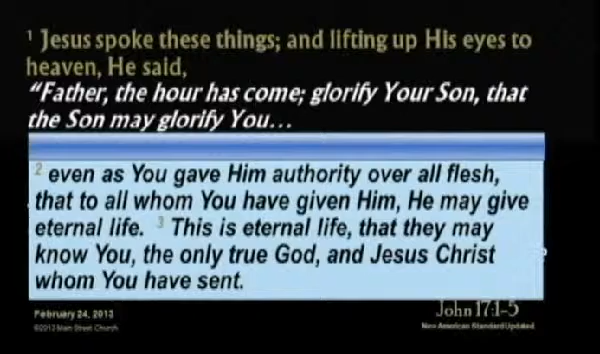 1 Jesus spoke these things; and lifting up His eyes to
heaven, He said,
“Father, the hour has come; glorify Your Son, that
the Son may glorify You…
2 even as You gave Him authority over all flesh,
that to all whom You have given Him, He may give
eternal life. 3 This is eternal life, that they may
know You, the only true God, and Jesus Christ
whom You have sent.
February 24, 2013
©2013 Main Street Church
John 17:1-5
New American Standard Updated